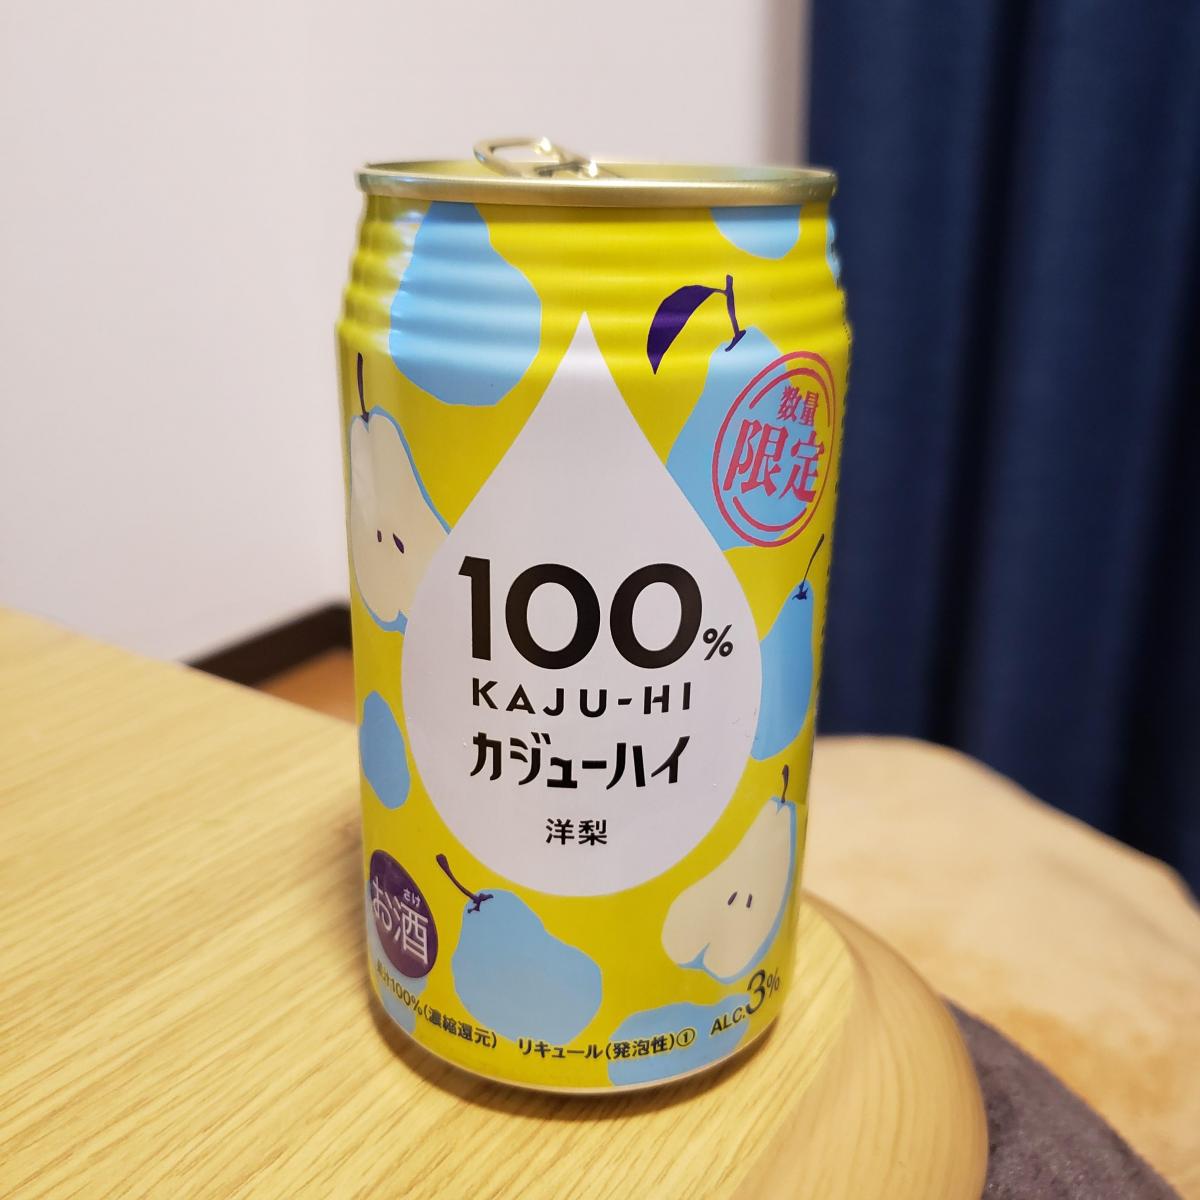 数量
限定
100%
KAJU-HI
カジューハイ
洋梨
さけ
お酒
果汁100%(濃縮還元) リキュール(発泡性)① ALC.3%